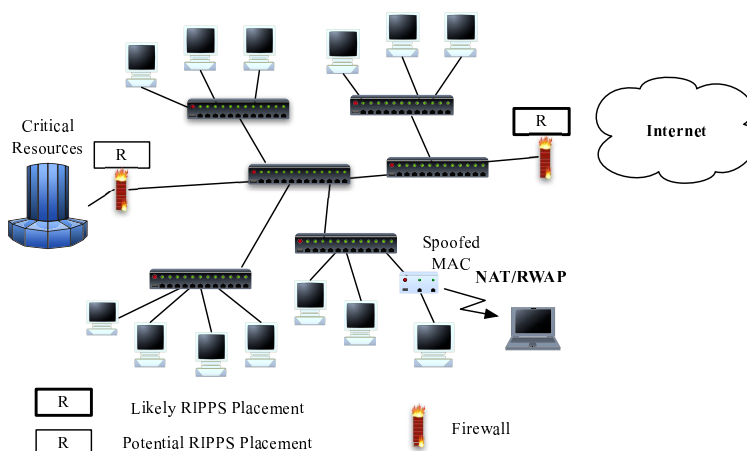 R
Internet
Critical
Resources
R
Spoofed
MAC
NAT/RWAP
R
Likely RIPPS Placement
R
Potential RIPPS Placement
Firewall